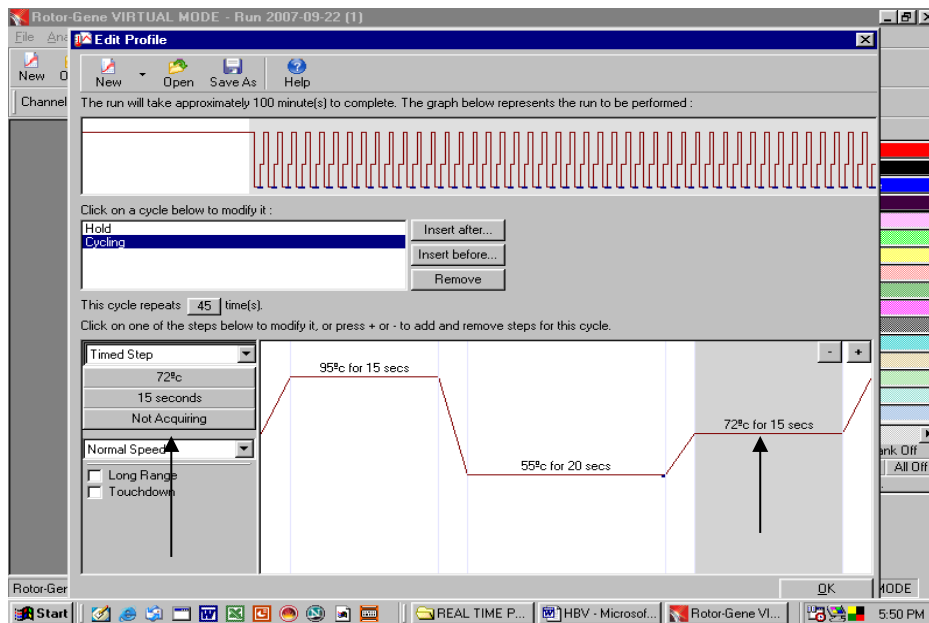 Rotor-Gene VIRTUAL MODE - Run 2007-09-22 (1)
File Ana
Edit Profile
New
New Open Save As Help
Channel
The run will take approximately 100 minute(s) to complete. The graph below represents the run to be performed :
Click on a cycle below to modify it :
Hold
Cycling
Insert after...
Insert before...
Remove
This cycle repeats 45 time(s).
Click on one of the steps below to modify it, or press + or - to add and remove steps for this cycle.
Timed Step
- +
72ºc
15 seconds
Not Acquiring
Normal Speed
Long Range
Touchdown
95ºc for 15 secs
55ºc for 20 secs
72ºc for 15 secs
ank Off
All Off
OK
Rotor-Ger
MODE
Start
REAL TIME P...
HBV - Microsof...
Rotor-Gene VI...
5:50 PM